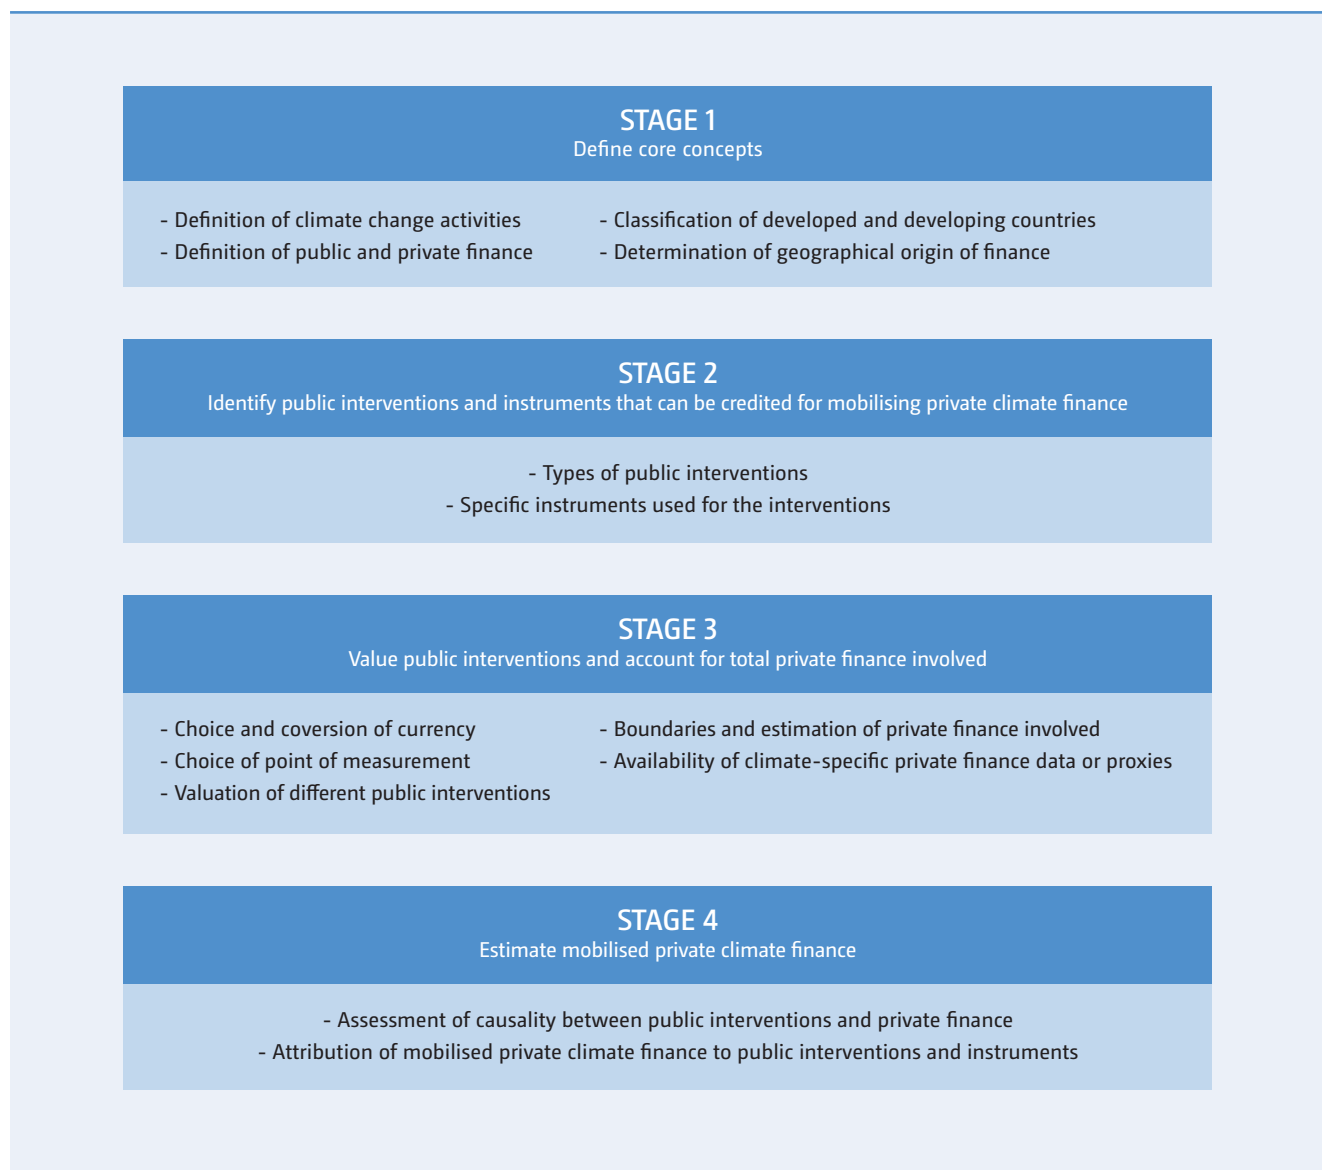 STAGE 1
Define core concepts
- Definition of climate change activities
- Definition of public and private finance
- Classification of developed and developing countries
- Determination of geographical origin of finance
STAGE 2
Identify public interventions and instruments that can be credited for mobilising private climate finance
- Types of public interventions
- Specific instruments used for the interventions
STAGE 3
Value public interventions and account for total private finance involved
- Choice and coversion of currency
- Choice of point of measurement
- Valuation of different public interventions
- Boundaries and estimation of private finance involved
- Availability of climate-specific private finance data or proxies
STAGE 4
Estimate mobilised private climate finance
- Assessment of causality between public interventions and private finance
- Attribution of mobilised private climate finance to public interventions and instruments